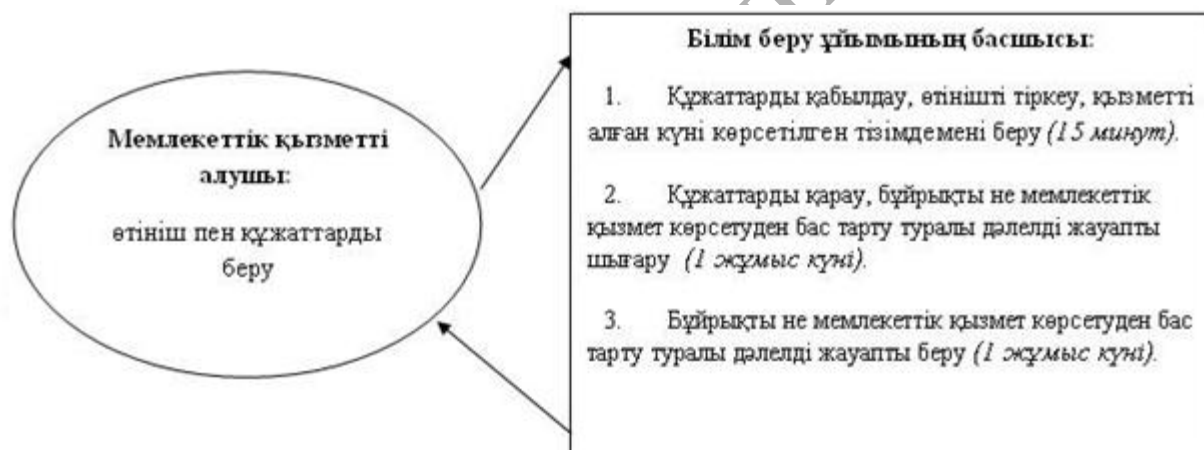 Мемлекеттік қызметті
алушы:
өтініш пен құжаттарды
беру
Білім беру ұйымының басшысы:
1. Құжаттарды қабылдау, өтінішті тіркеу, қызметті
алған күні көрсетілген тізімдемені беру (15 минут).
2. Құжаттарды қарау, бұйрықты не мемлекеттік
қызмет көрсетуден бас тарту туралы дәлелді жауапты
шығару (1 жұмыс күні).
3. Бұйрықты не мемлекеттік қызмет көрсетуден бас
тарту туралы дәлелді жауапты беру (1 жұмыс күні).